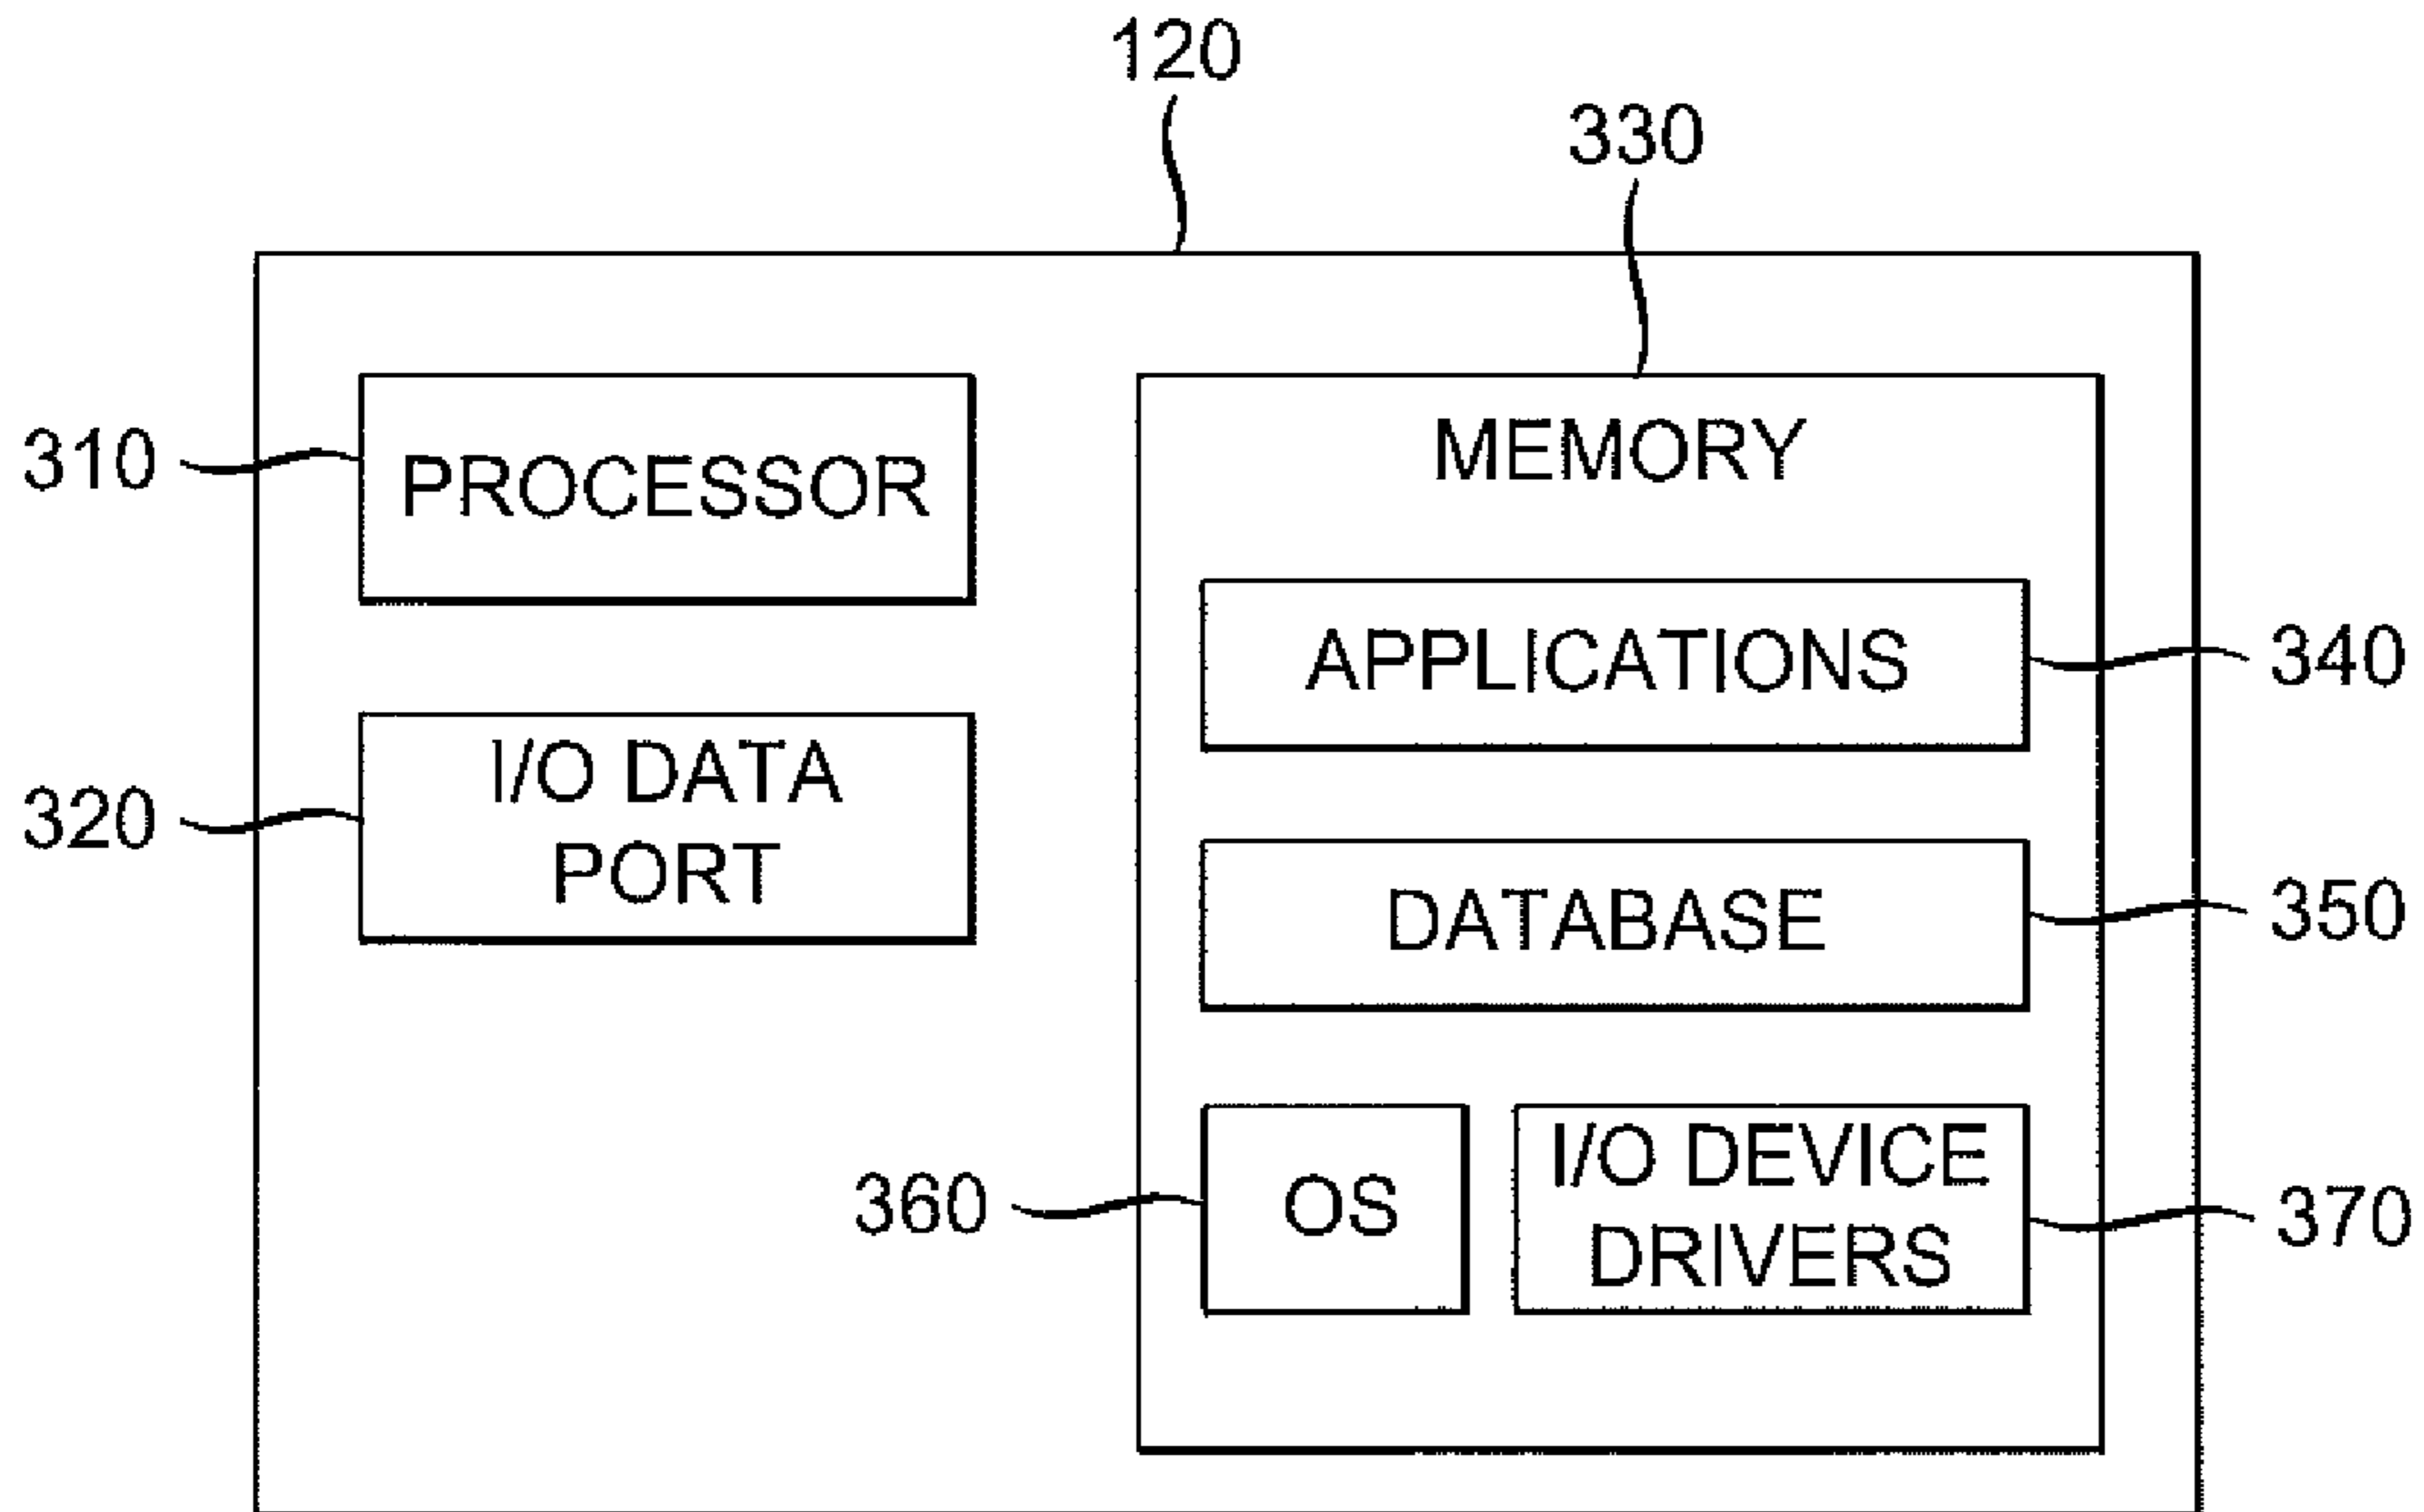 120
330
310
PROCESSOR
MEMORY
APPLICATIONS
340
320
I/O DATA
PORT
DATABASE
350
360
OS
I/O DEVICE
DRIVERS
370